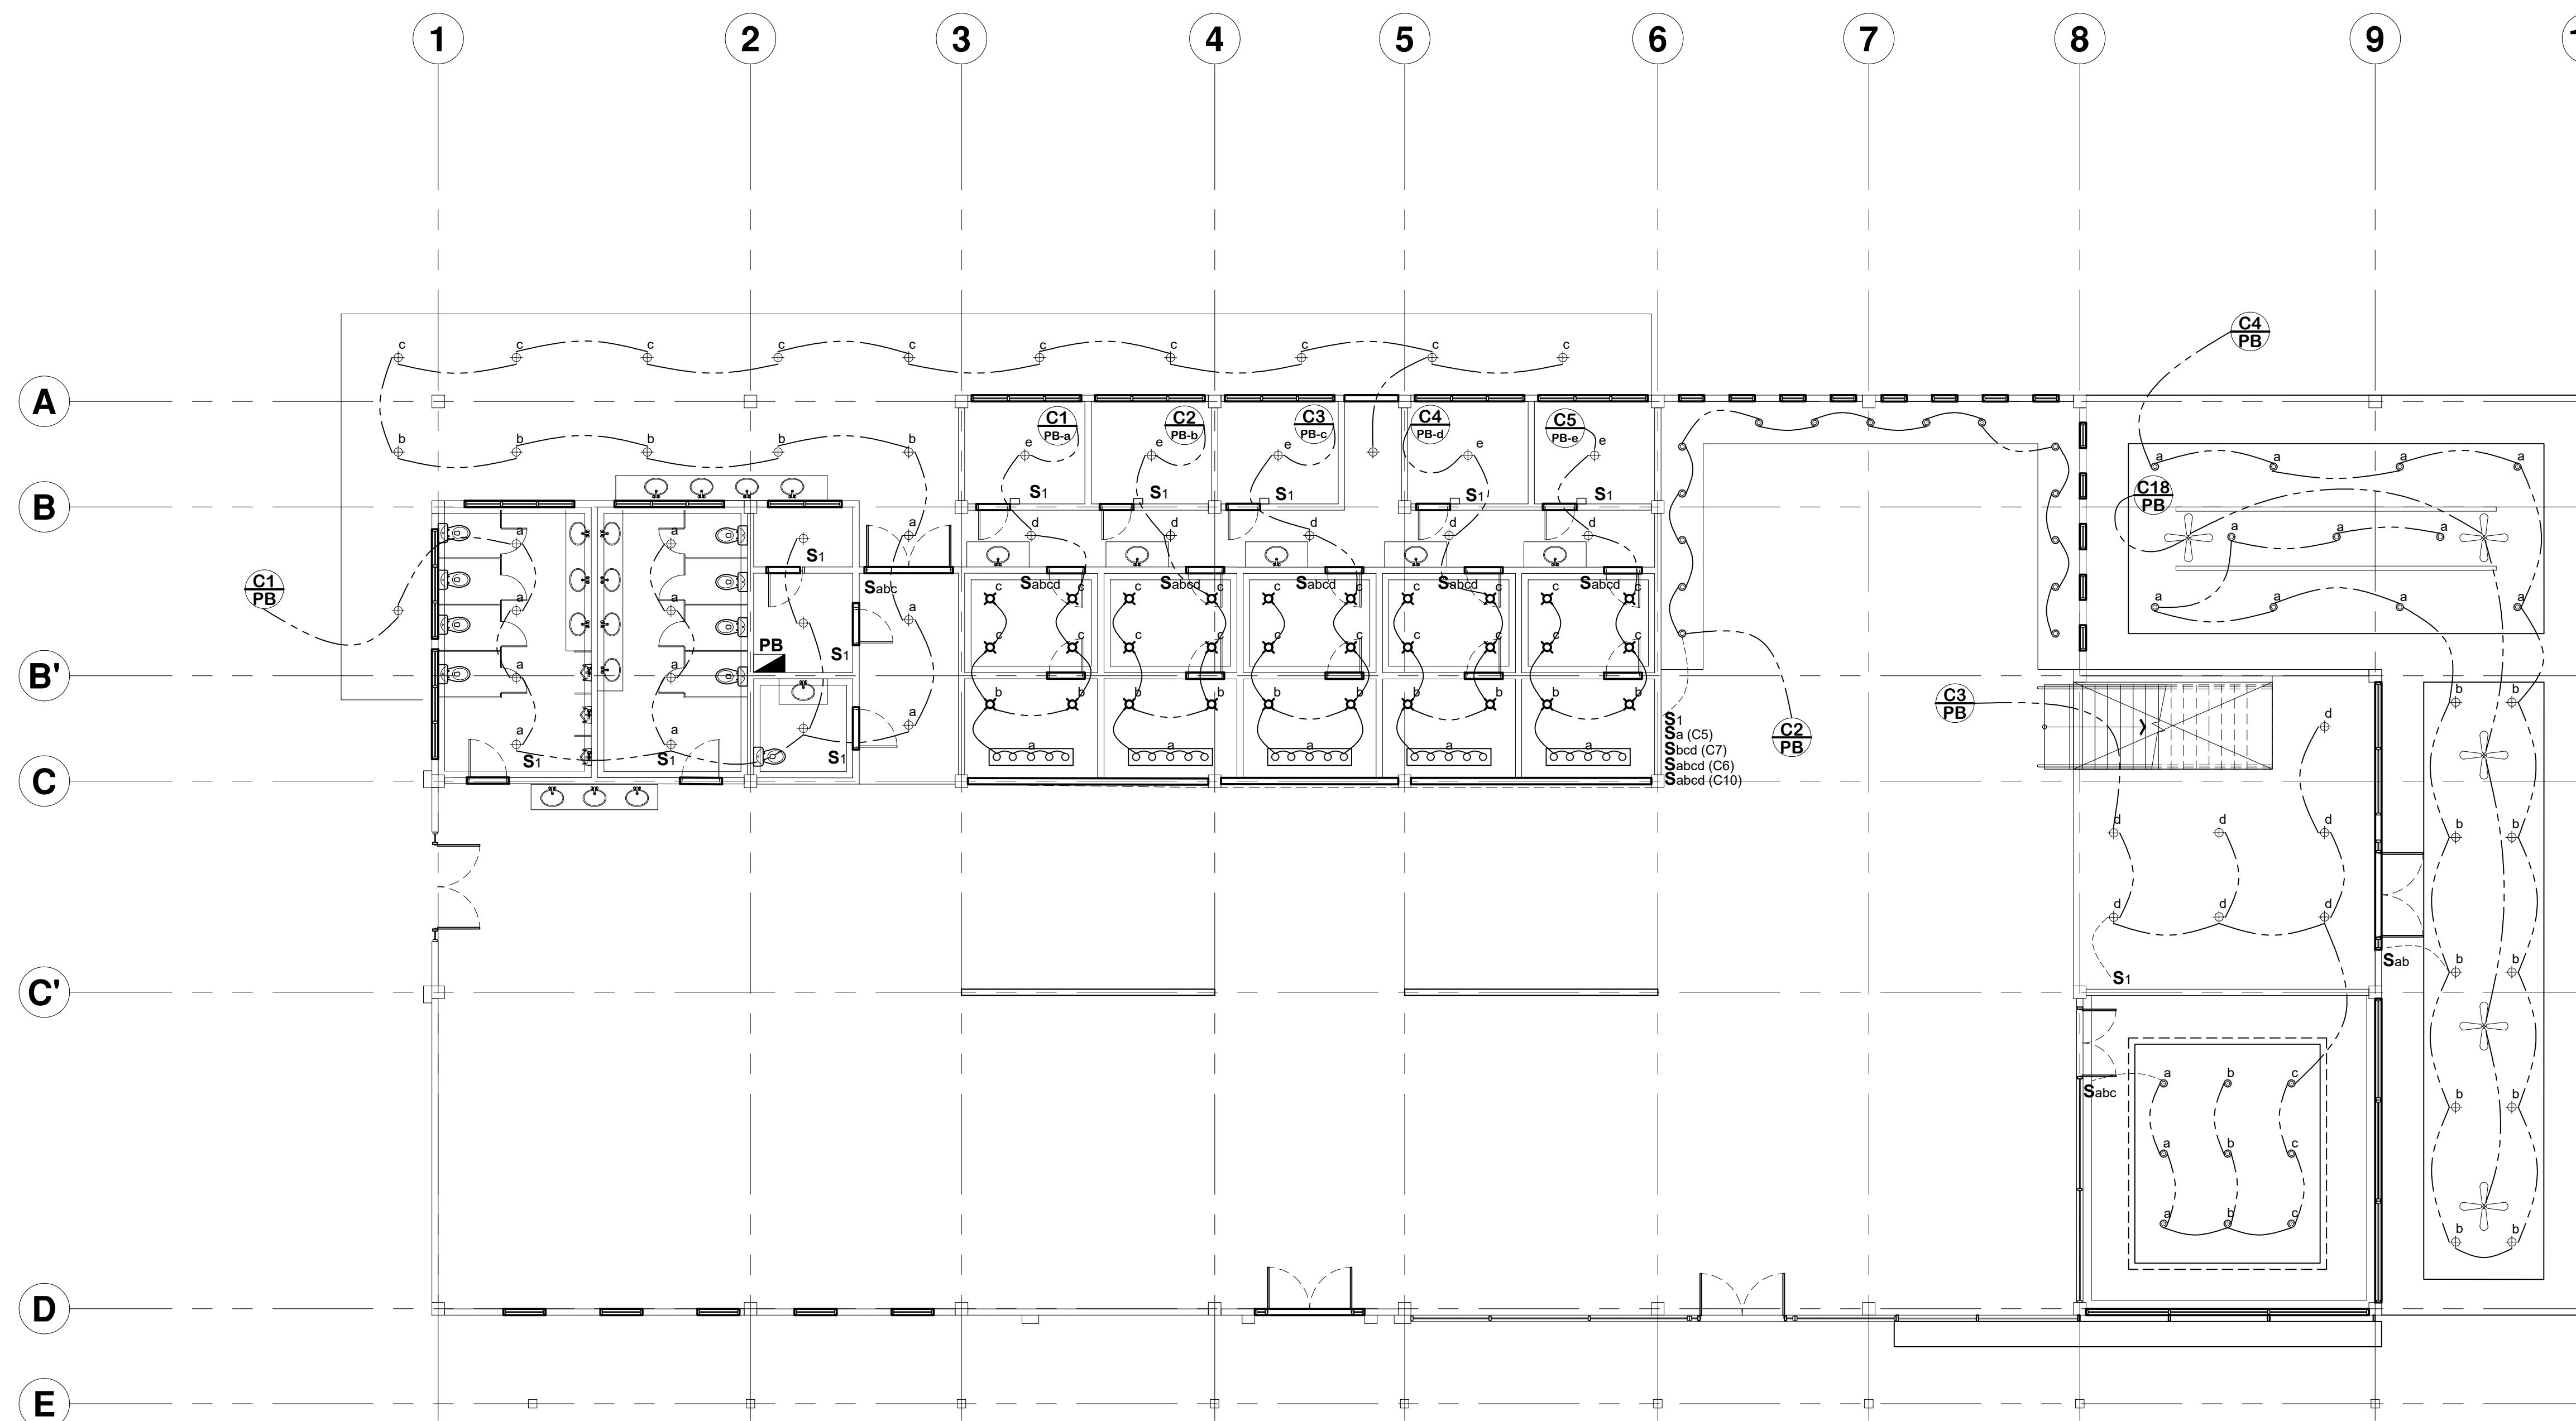 1 2 3 4 5 6 7 8 9
C4
PB
c c c c c c c c c c
A
C1
PB-a
C2
PB-b
C3
PB-c
C4
PB-d
C5
PB-e
b b b b b
e e e e e
a a a a
C18
PB
S1 S1 S1 S1 S1
B
a a a d d d d d a a a
S1
C1
PB
Sabc
Sabcd Sabcd Sabcd Sabcd Sabcd
c c c c c c c c c c
a a a a a a a
PB
S1
c c c c c c c c c c
B'
a a
b b b b b b b b b b
C3
PB
b b
a a a
S1
Sa (C5)
Sbcd (C7)
Sabcd (C6)
Sabcd (C10)
C2
PB
d
S1 S1 S1
a a a a a
C
d d d
b b
d d d
Sab
b b
S1
C'
a b c
Sabc
b b
a b c
a b c
b b
D
E